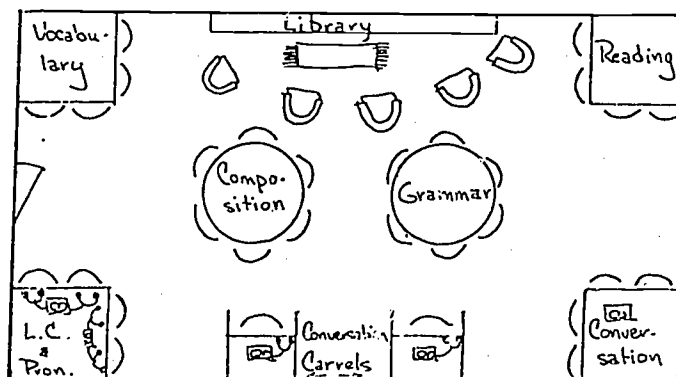 Library
Vocabu-
lary
Reading
Compo-
sition
Grammar
L.C.
&
Pron.
Conversation
Carrels
Conver-
sation